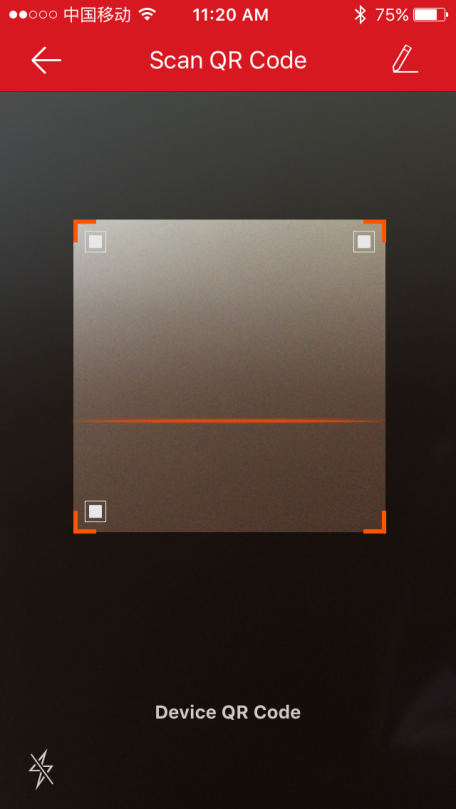 中国移动 11:20 AM 75%
Scan QR Code
Device QR Code